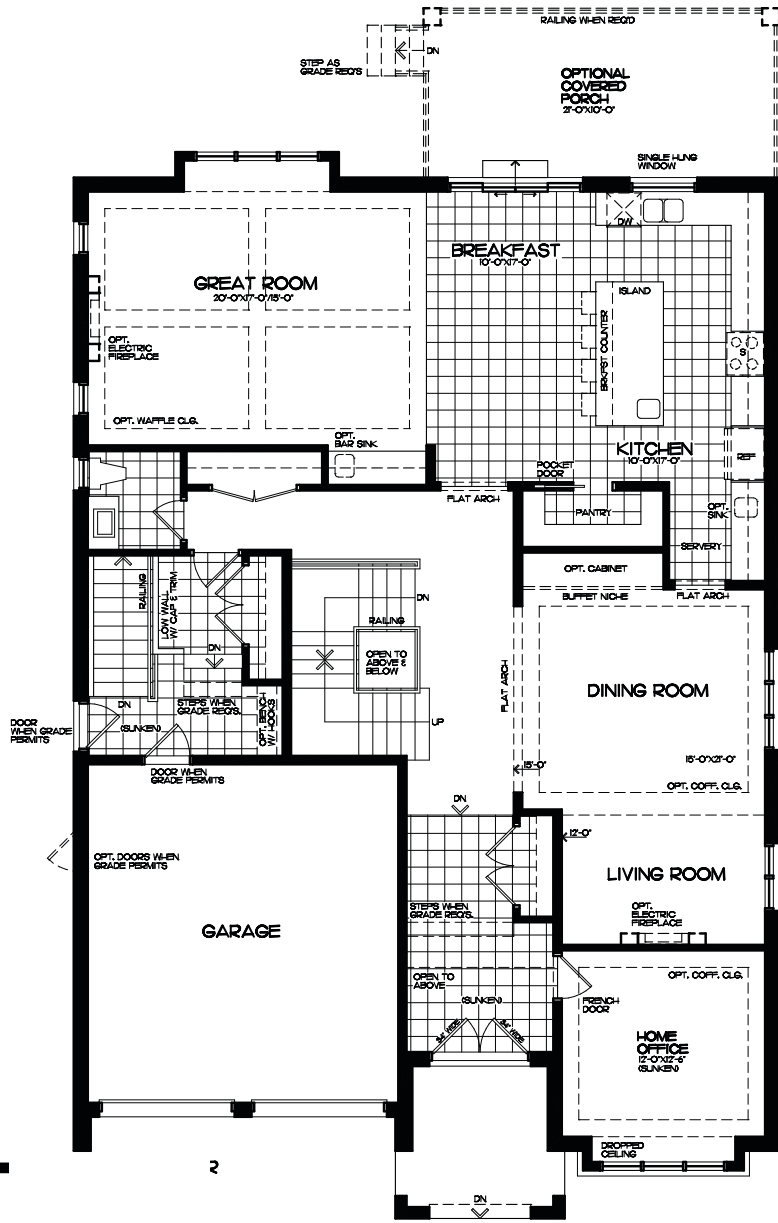 RAILING WHEN REQ'D
DN
STEP AS
GRADE REQ'S
OPTIONAL
COVERED
PORCH
21'-0"X10'-0"
SINGLE HUNG
WINDOW
DW
BREAKFAST
10'-0"X17'-0"
GREAT ROOM
20'-0"X17'-0"/15'-0"
ISLAND
BRKFST COUNTER
OPT.
ELECTRIC
FIREPLACE
S
OPT. WAFFLE CLG.
OPT.
BAR SINK
KITCHEN
10'-0"X17'-0"
REF
POCKET
DOOR
FLAT ARCH
PANTRY
OPT.
SINK
SERVERY
OPT. CABINET
BUFFET NICHE
FLAT ARCH
RAILING
LOW WALL
W/ CAP & TRIM
DN
RAILING
OPEN TO
ABOVE &
BELOW
DN
FLAT ARCH
DINING ROOM
DN
STEPS WHEN
GRADE REQ'S.
(SUNKEN)
OPT. BENCH
W/ HOOKS
UP
DOOR
WHEN GRADE
PERMITS
DOOR WHEN
GRADE PERMITS
15'-0"X21'-0"
15'-0"
OPT. COFF. CLG.
DN
12'-0"
OPT. DOORS WHEN
GRADE PERMITS
LIVING ROOM
STEPS WHEN
GRADE REQ'S.
OPT.
ELECTRIC
FIREPLACE
GARAGE
OPEN TO
ABOVE
OPT. COFF. CLG.
(SUNKEN)
FRENCH
DOOR
34" WIDE
34" WIDE
HOME
OFFICE
12'-0"X12'-6"
(SUNKEN)
DROPPED
CEILING
DN